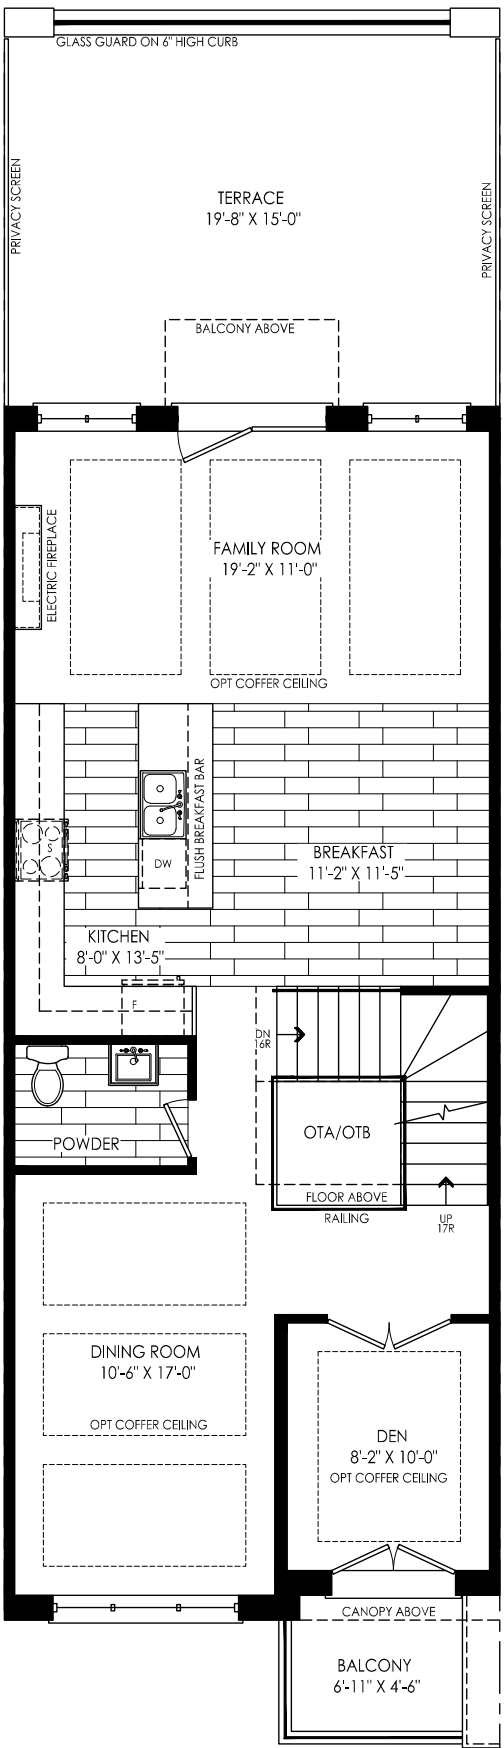 GLASS GUARD ON 6" HIGH CURB
PRIVACY SCREEN
PRIVACY SCREEN
TERRACE
19'-8" X 15'-0"
BALCONY ABOVE
ELECTRIC FIREPLACE
FAMILY ROOM
19'-2" X 11'-0"
OPT COFFER CEILING
FLUSH BREAKFAST BAR
S
DW
BREAKFAST
11'-2" X 11'-5"
KITCHEN
8'-0" X 13'-5"
F
DN
16R
POWDER
OTA/OTB
FLOOR ABOVE
RAILING
UP
17R
DINING ROOM
10'-6" X 17'-0"
OPT COFFER CEILING
DEN
8'-2" X 10'-0"
OPT COFFER CEILING
CANOPY ABOVE
BALCONY
6'-11" X 4'-6"